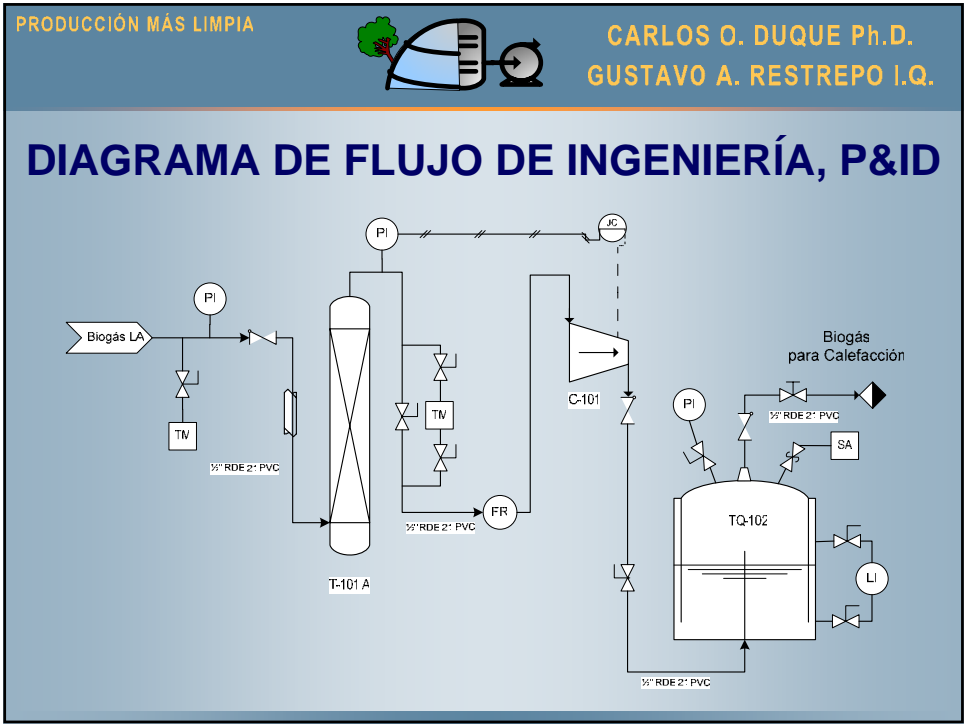 PRODUCCIÓN MÁS LIMPIA
CARLOS O. DUQUE Ph.D.
GUSTAVO A. RESTREPO I.Q.
DIAGRAMA DE FLUJO DE INGENIERÍA, P&ID
JC
PI
PI
Biogás LA
Biogás
para Calefacción
C-101
PI
½" RDE 21 PVC
TM
TM
SA
½" RDE 21 PVC
FR
TQ-102
½" RDE 21 PVC
LI
T-101 A
½" RDE 21 PVC